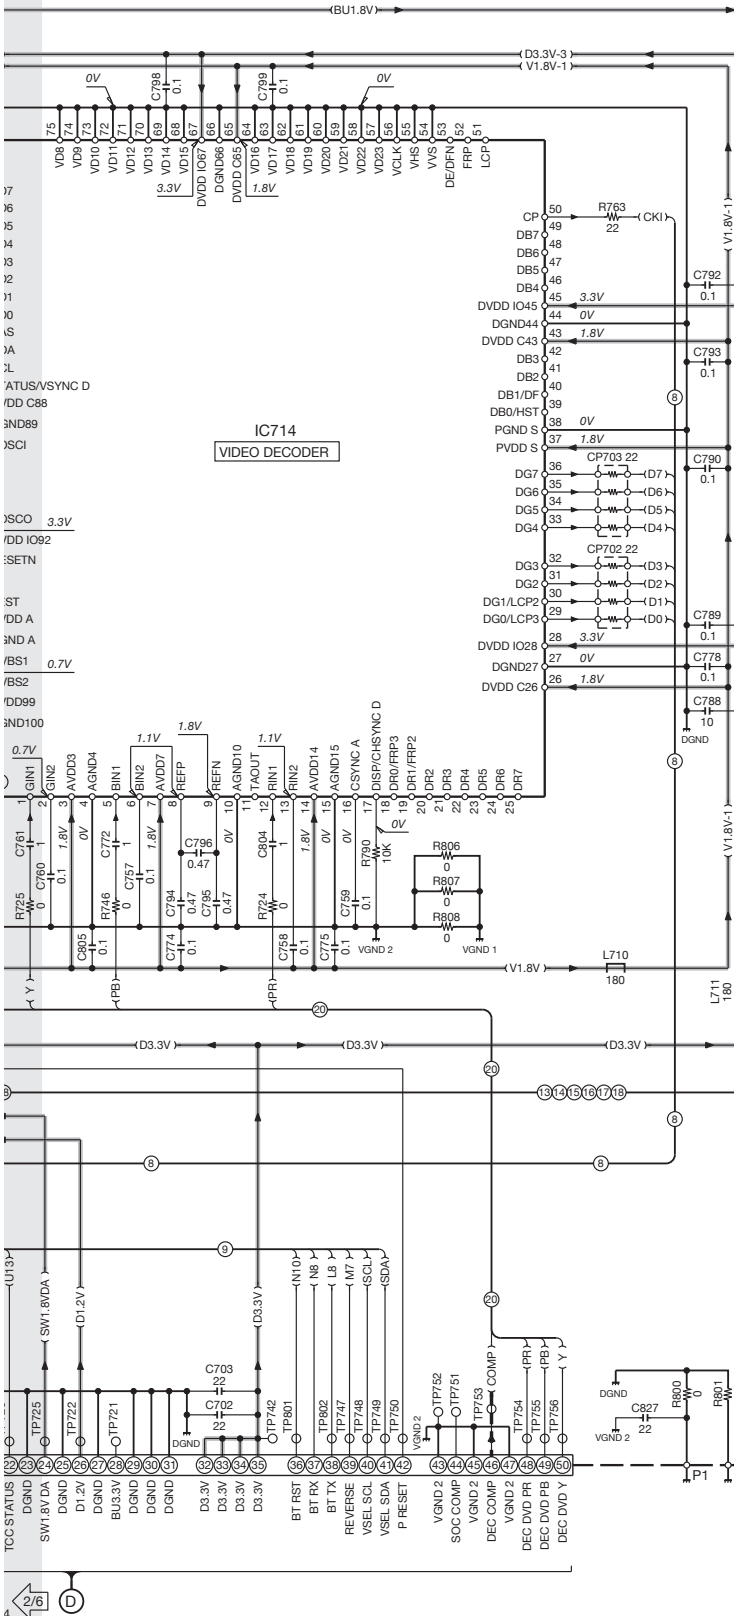 (BU1.8V)
D3.3V-3
V1.8V-1
0V
C798
0.1
C799
0.1
0V
75 74 73 72 71 70 69 68 67 66 65 64 63 62 61 60 59 58 57 56 55 54 53 52 51
VD8 VD9 VD10 VD11 VD12 VD13 VD14 VD15 DVDD IO67 DGND66 DVDD C65 VD16 VD17 VD18 VD19 VD20 VD21 VD22 VD23 VCLK VHS VVS DE/DFN FRP LCP
3.3V
1.8V
CP 50 R763 22 (CKI)
V1.8V-1
DB7 49
DB6 48
DB5 47
DB4 46
C792
0.1
DVDD IO45 45 3.3V
DGND44 44 0V
DVDD C43 43 1.8V
DB3 42
C793
0.1
DB2 41
DB1/DF 40
8
DB0/HST 39
PGND S 38 0V
PVDD S 37 1.8V
C790
0.1
IC714
VIDEO DECODER
CP703 22
DG7 36 (D7)
DG6 35 (D6)
DG5 34 (D5)
DG4 33 (D4)
CP702 22
DG3 32 (D3)
DG2 31 (D2)
DG1/LCP2 30 (D1)
DG0/LCP3 29 (D0)
C789
0.1
DVDD IO28 28 3.3V
DGND27 27 0V
C778
0.1
DVDD C26 26 1.8V
C788
10
DGND
ATUS/VSYNC D
DD C88
GND89
OSCI
OSCO 3.3V
DD IO92
ESETN
EST
DD A
GND A
BS1 0.7V
BS2
DD99
GND100
0.7V
1.1V
1.8V
1.1V
8
GIN1 GIN2 AVDD3 AGND4 BIN1 BIN2 AVDD7 REFP REFN AGND10 TAOUT RIN1 RIN2 AVDD14 AGND15 CSYNC A DISP/CHSYNC D DR0/FRP3 DR1/FRP2 DR2 DR3 DR4 DR5 DR6 DR7
1 2 3 4 5 6 7 8 9 10 11 12 13 14 15 16 17 18 19 20 21 22 23 24 25
1.8V
0V
1.8V
0V
1.8V
0V
0V
C761 1
C760 0.1
C772 1
C757 0.1
C796
0.47
C804 1
R790 10K
R725 0
R746 0
C794 0.47
C795 0.47
R724 0
C759 0.1
R806
0
R807
0
R808
0
V1.8V-1
C805 0.1
C774 0.1
C758 0.1
C775 0.1
VGND 2
VGND 1
(V1.8V)
L710
180
L711
180
(Y)
(PB)
(PR)
20
(D3.3V)
(D3.3V)
(D3.3V)
20
13 14 15 16 17 18
8
8
8
9
(U13)
(SW1.8VDA)
(D1.2V)
(D3.3V)
(N10) (N8) (L8) (M7) (SCL) (SDA)
20
(COMP) (PR) (PB) (Y)
C703
22
C702
22
DGND
TP725
TP722
TP721
TP742
TP801
TP802
TP747
TP748
TP749
TP750
TP752
TP751
TP753
TP754
TP755
TP756
VGND 2
DGND
R800 0
R801
C827
22
VGND 2
P1
22 23 24 25 26 27 28 29 30 31 32 33 34 35 36 37 38 39 40 41 42 43 44 45 46 47 48 49 50
TCC STATUS
DGND
SW1.8V DA
DGND
D1.2V
DGND
BU3.3V
DGND
DGND
DGND
D3.3V
D3.3V
D3.3V
D3.3V
BT RST
BT RX
BT TX
REVERSE
VSEL SCL
VSEL SDA
P RESET
VGND 2
SOC COMP
VGND 2
DEC COMP
VGND 2
DEC DVD PR
DEC DVD PB
DEC DVD Y
2/6
D